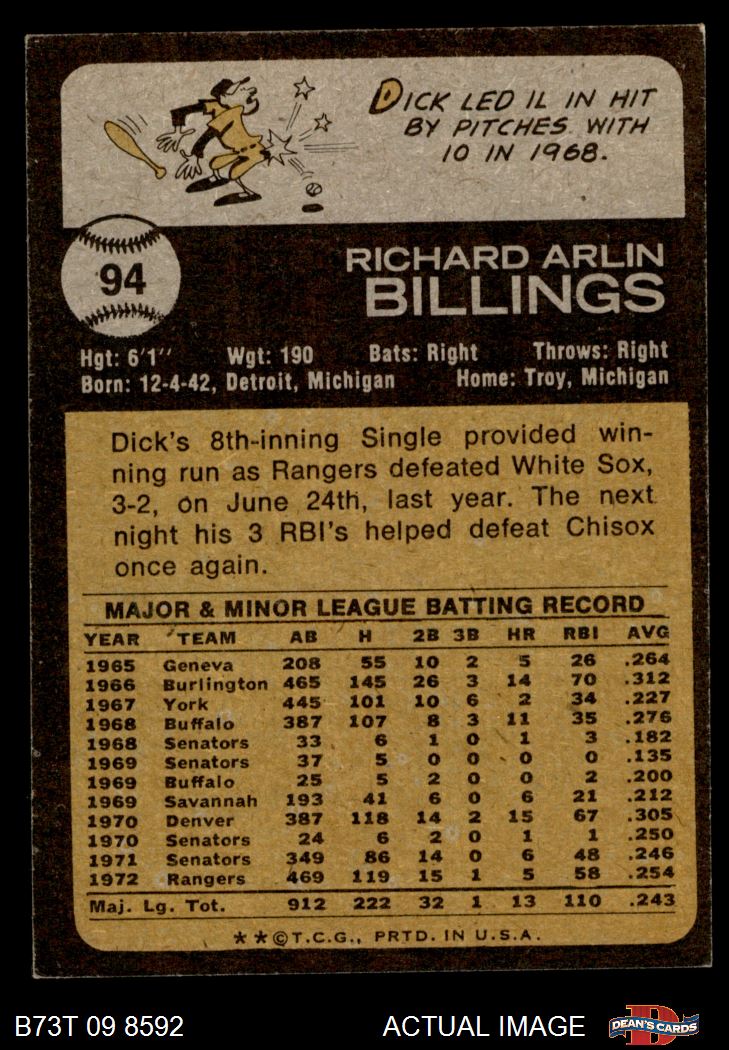 DICK LED IL IN HIT
BY PITCHES WITH
10 IN 1968.
94
RICHARD ARLIN
BILLINGS
Hgt: 6'1" Wgt: 190 Bats: Right Throws: Right
Born: 12-4-42, Detroit, Michigan Home: Troy, Michigan
Dick's 8th-inning Single provided win-
ning run as Rangers defeated White Sox,
3-2, on June 24th, last year. The next
night his 3 RBI's helped defeat Chisox
once again.
MAJOR & MINOR LEAGUE BATTING RECORD
YEAR TEAM AB H 2B 3B HR RBI AVG
1965 Geneva 208 55 10 2 5 26 .264
1966 Burlington 465 145 26 3 14 70 .312
1967 York 445 101 10 6 2 34 .227
1968 Buffalo 387 107 8 3 11 35 .276
1968 Senators 33 6 1 0 1 3 .182
1969 Senators 37 5 0 0 0 0 .135
1969 Buffalo 25 5 2 0 0 2 .200
1969 Savannah 193 41 6 0 6 21 .212
1970 Denver 387 118 14 2 15 67 .305
1970 Senators 24 6 2 0 1 1 .250
1971 Senators 349 86 14 0 6 48 .246
1972 Rangers 469 119 15 1 5 58 .254
Maj. Lg. Tot. 912 222 32 1 13 110 .243
**©T.C.G., PRTD. IN U.S.A.
B73T 09 8592 ACTUAL IMAGE DEAN'S CARDS